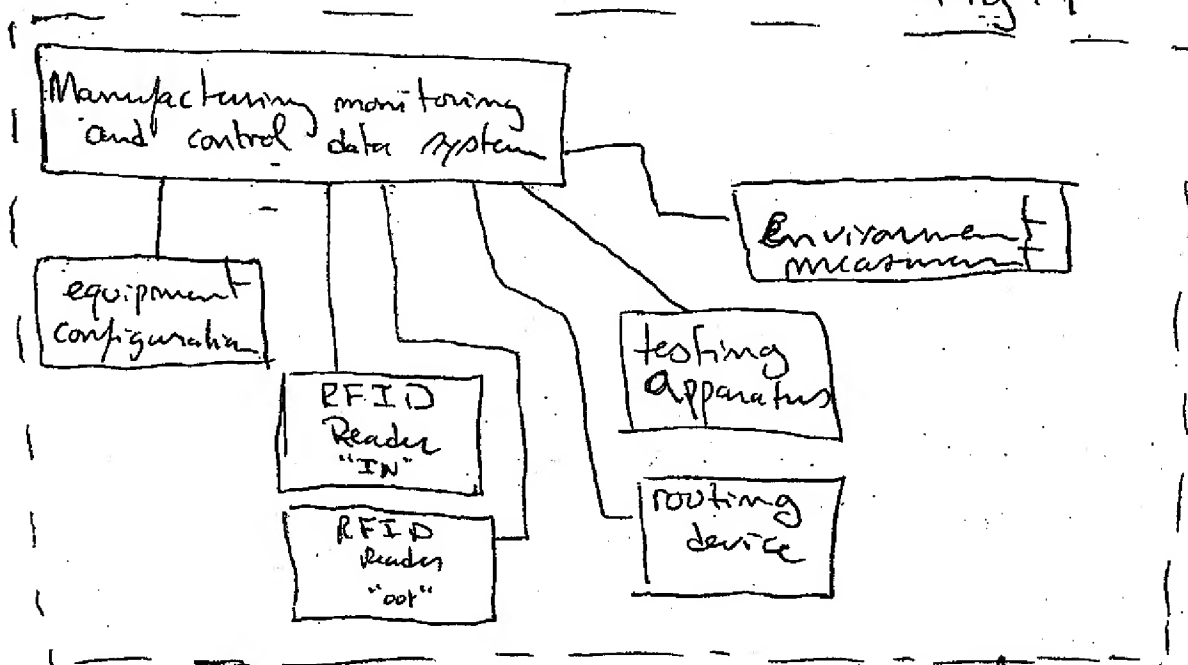 Manufacturing monitoring
and control data system
environment
measurment
equipment
configuration
testing
apparatus
RFID
Reader
"IN"
routing
device
RFID
Reader
"out"